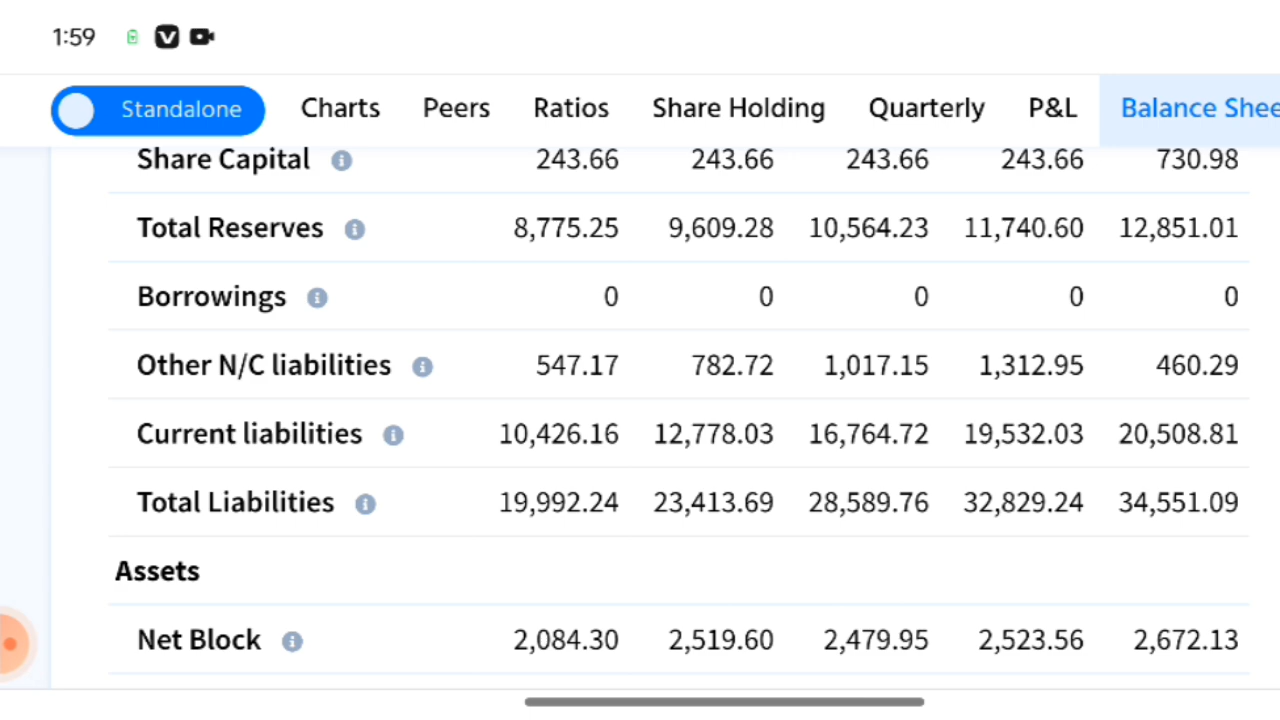 1:59
Standalone Charts Peers Ratios Share Holding Quarterly P&L Balance Shee
Share Capital 243.66 243.66 243.66 243.66 730.98
Total Reserves 8,775.25 9,609.28 10,564.23 11,740.60 12,851.01
Borrowings 0 0 0 0 0
Other N/C liabilities 547.17 782.72 1,017.15 1,312.95 460.29
Current liabilities 10,426.16 12,778.03 16,764.72 19,532.03 20,508.81
Total Liabilities 19,992.24 23,413.69 28,589.76 32,829.24 34,551.09
Assets
Net Block 2,084.30 2,519.60 2,479.95 2,523.56 2,672.13